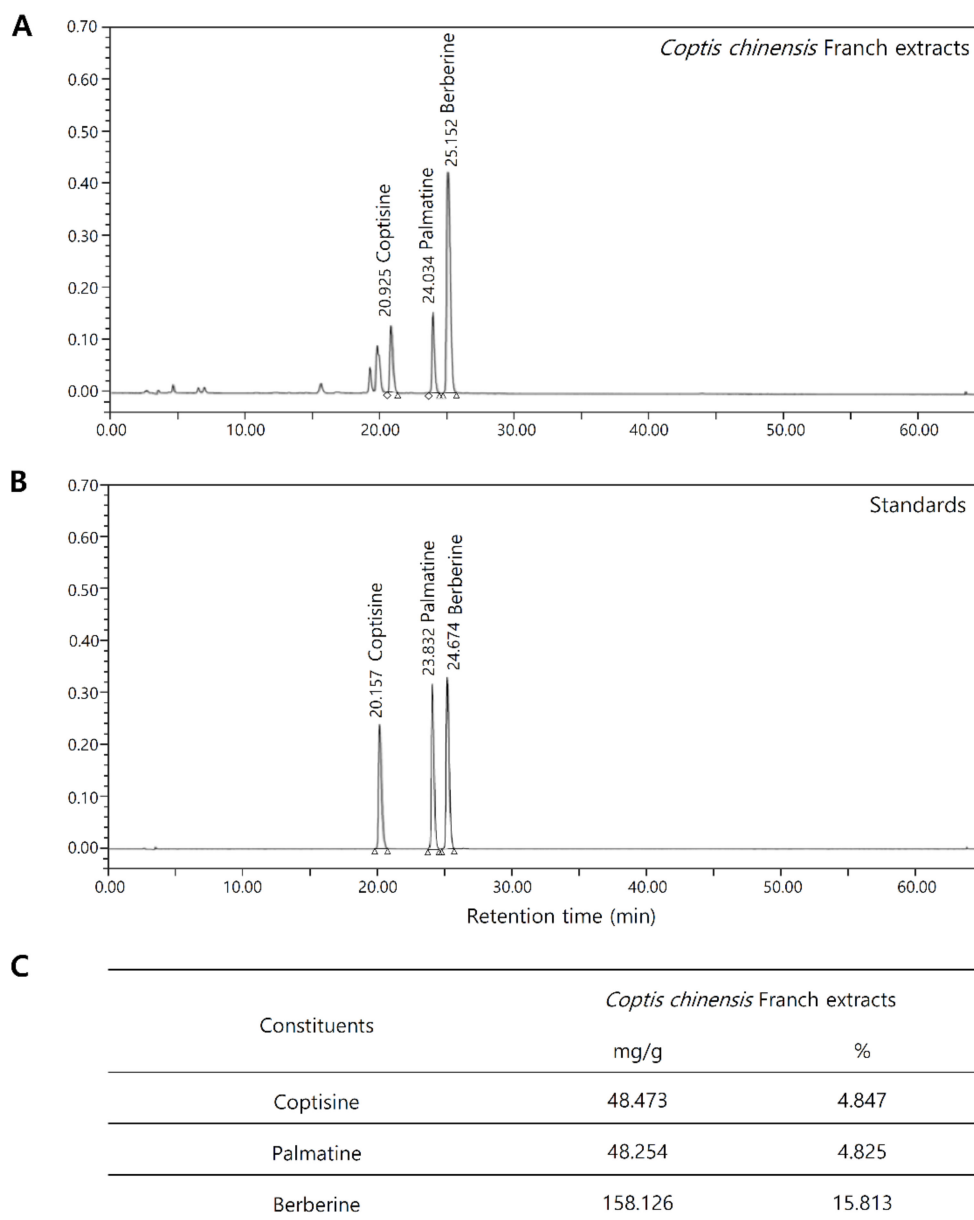 A
Coptis chinensis Franch extracts
0.70
0.60
0.50
0.40
0.30
0.20
0.10
0.00
20.925 Coptisine
24.034 Palmatine
25.152 Berberine
0.00 10.00 20.00 30.00 40.00 50.00 60.00
B
Standards
0.70
0.60
0.50
0.40
0.30
0.20
0.10
0.00
20.157 Coptisine
23.832 Palmatine
24.674 Berberine
0.00 10.00 20.00 30.00 40.00 50.00 60.00
Retention time (min)
C
Constituents
Coptis chinensis Franch extracts
mg/g %
Coptisine 48.473 4.847
Palmatine 48.254 4.825
Berberine 158.126 15.813